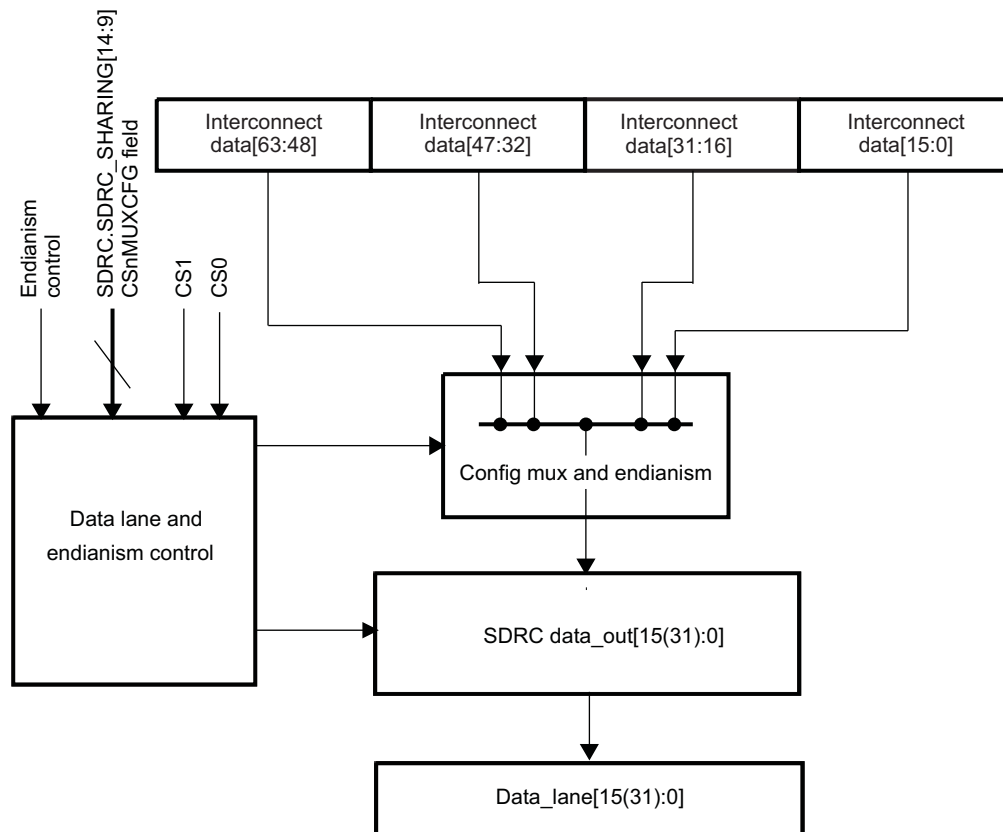 Interconnect
data[63:48]
Interconnect
data[47:32]
Interconnect
data[31:16]
Interconnect
data[15:0]
Endianism
control
SDRC.SDRC_SHARING[14:9]
CSnMUXCFG field
CS1
CS0
Config mux and endianism
Data lane and
endianism control
SDRC data_out[15(31):0]
Data_lane[15(31):0]